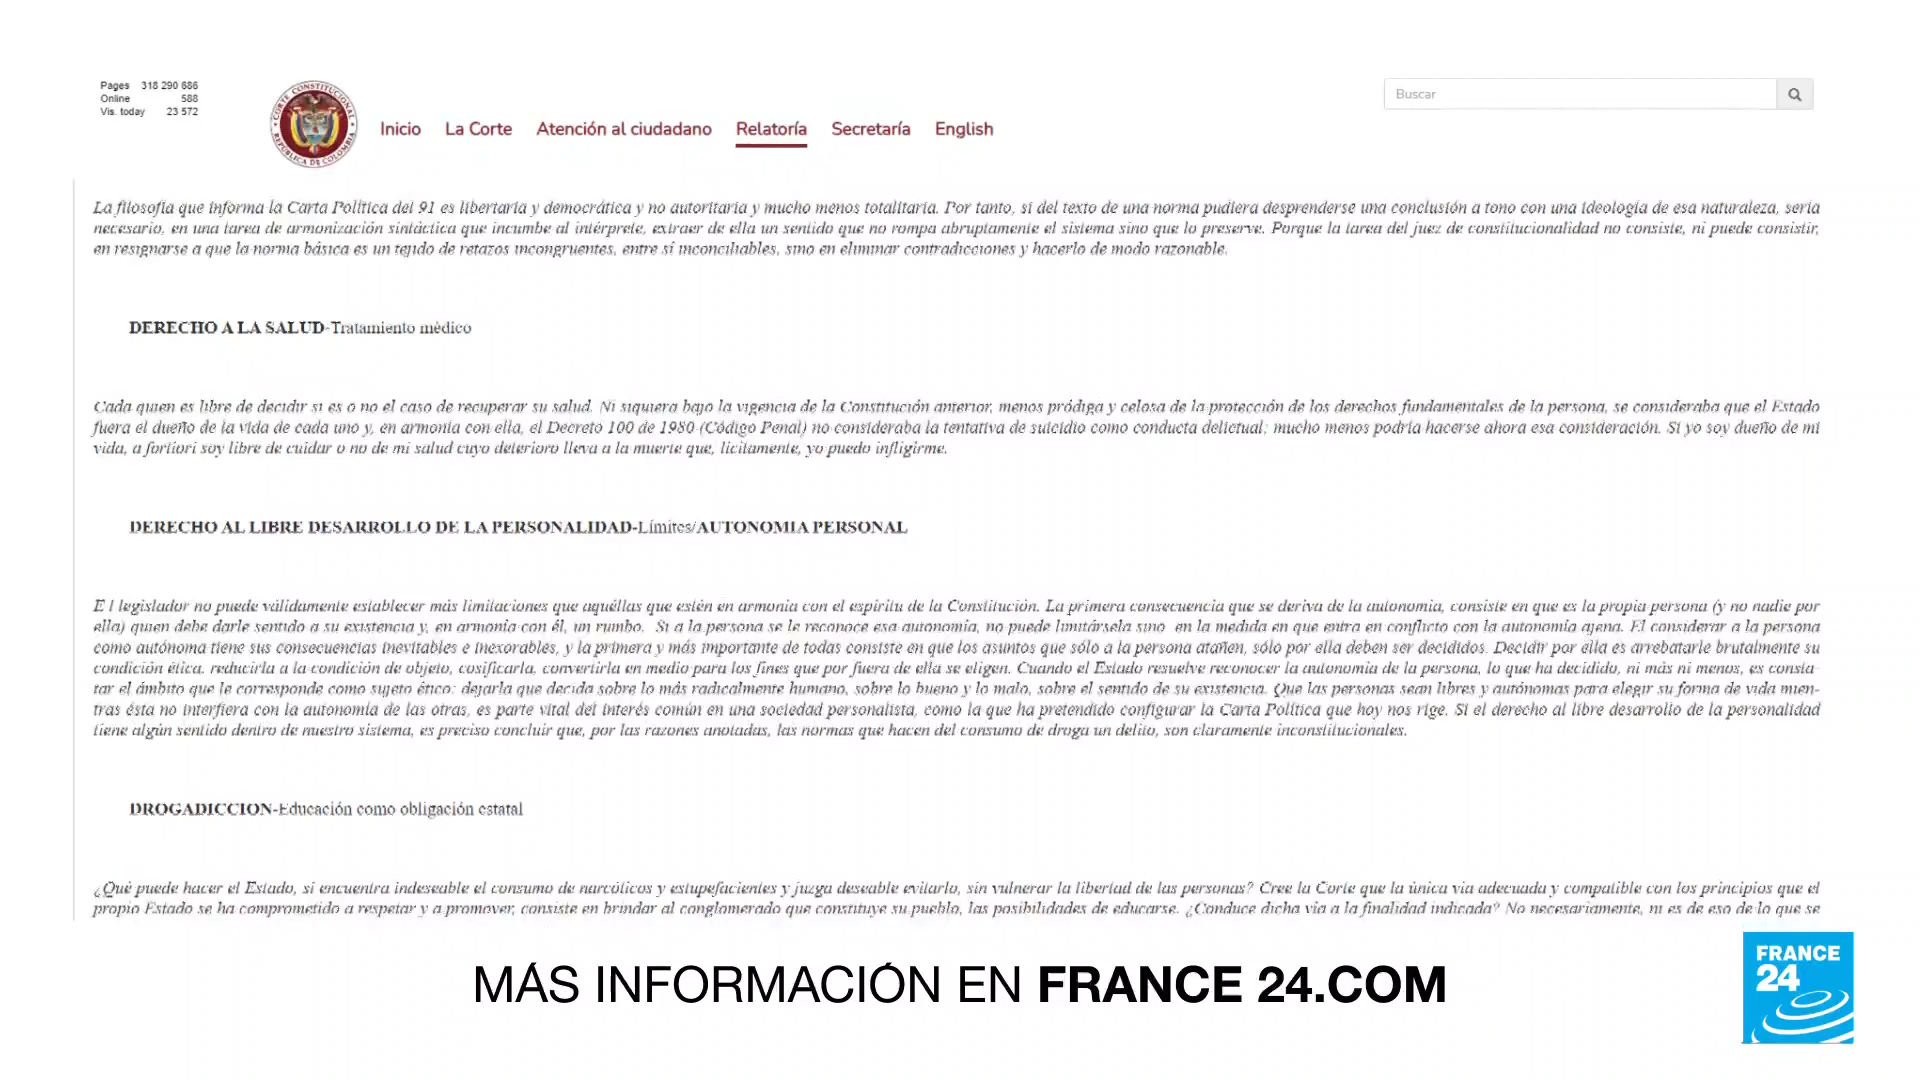 Pages 318 290 686
Online 588
Vis. today 23 572
CORTE CONSTITUCIONAL
REPÚBLICA DE COLOMBIA
Inicio La Corte Atención al ciudadano Relatoría Secretaría English
Buscar
La filosofía que informa la Carta Política del 91 es libertaria y democrática y no autoritaria y mucho menos totalitaria. Por tanto, si del texto de una norma pudiera desprenderse una conclusión a tono con una ideología de esa naturaleza, sería
necesario, en una tarea de armonización sintáctica que incumbe al intérprete, extraer de ella un sentido que no rompa abruptamente el sistema sino que lo preserve. Porque la tarea del juez de constitucionalidad no consiste, ni puede consistir,
en resignarse a que la norma básica es un tejido de retazos incongruentes, entre sí inconciliables, sino en eliminar contradicciones y hacerlo de modo razonable.
DERECHO A LA SALUD-Tratamiento médico
Cada quien es libre de decidir si es o no el caso de recuperar su salud. Ni siquiera bajo la vigencia de la Constitución anterior, menos pródiga y celosa de la protección de los derechos fundamentales de la persona, se consideraba que el Estado
fuera el dueño de la vida de cada uno y, en armonía con ella, el Decreto 100 de 1980 (Código Penal) no consideraba la tentativa de suicidio como conducta delictual; mucho menos podría hacerse ahora esa consideración. Si yo soy dueño de mi
vida, a fortiori soy libre de cuidar o no de mi salud cuyo deterioro lleva a la muerte que, lícitamente, yo puedo infligirme.
DERECHO AL LIBRE DESARROLLO DE LA PERSONALIDAD-Límites/AUTONOMIA PERSONAL
E l legislador no puede válidamente establecer más limitaciones que aquéllas que estén en armonía con el espíritu de la Constitución. La primera consecuencia que se deriva de la autonomía, consiste en que es la propia persona (y no nadie por
ella) quien debe darle sentido a su existencia y, en armonía con él, un rumbo. Si a la persona se le reconoce esa autonomía, no puede limitársela sino en la medida en que entra en conflicto con la autonomía ajena. El considerar a la persona
como autónoma tiene sus consecuencias inevitables e inexorables, y la primera y más importante de todas consiste en que los asuntos que sólo a la persona atañen, sólo por ella deben ser decididos. Decidir por ella es arrebatarle brutalmente su
condición ética, reducirla a la condición de objeto, cosificarla, convertirla en medio para los fines que por fuera de ella se eligen. Cuando el Estado resuelve reconocer la autonomía de la persona, lo que ha decidido, ni más ni menos, es consta-
tar el ámbito que le corresponde como sujeto ético: dejarla que decida sobre lo más radicalmente humano, sobre lo bueno y lo malo, sobre el sentido de su existencia. Que las personas sean libres y autónomas para elegir su forma de vida mien-
tras ésta no interfiera con la autonomía de las otras, es parte vital del interés común en una sociedad personalista, como la que ha pretendido configurar la Carta Política que hoy nos rige. Si el derecho al libre desarrollo de la personalidad
tiene algún sentido dentro de nuestro sistema, es preciso concluir que, por las razones anotadas, las normas que hacen del consumo de droga un delito, son claramente inconstitucionales.
DROGADICCION-Educación como obligación estatal
¿Qué puede hacer el Estado, si encuentra indeseable el consumo de narcóticos y estupefacientes y juzga deseable evitarlo, sin vulnerar la libertad de las personas? Cree la Corte que la única vía adecuada y compatible con los principios que el
propio Estado se ha comprometido a respetar y a promover, consiste en brindar al conglomerado que constituye su pueblo, las posibilidades de educarse. ¿Conduce dicha vía a la finalidad indicada? No necesariamente, ni es de eso de lo que se
MÁS INFORMACIÓN EN FRANCE 24.COM
FRANCE
24